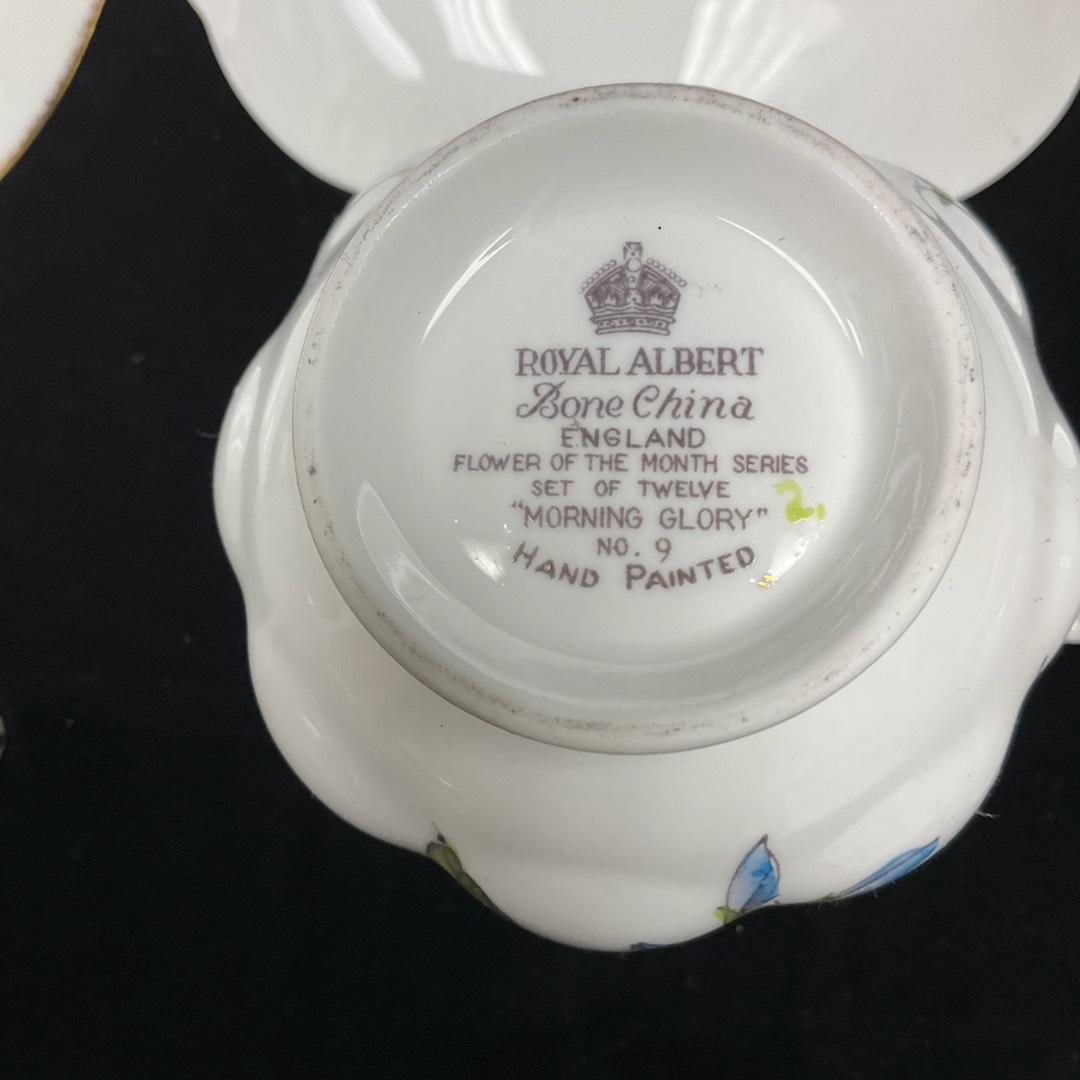 ROYAL ALBERT
Bone China
ENGLAND
FLOWER OF THE MONTH SERIES
SET OF TWELVE
"MORNING GLORY"
NO. 9
HAND PAINTED
2,